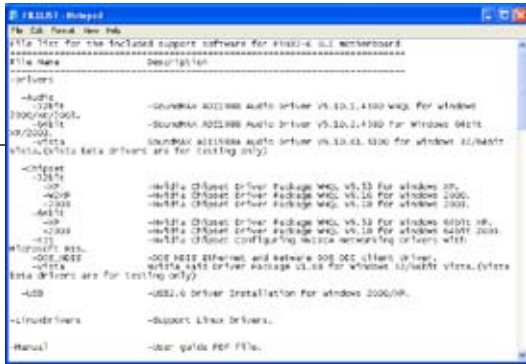 FILELIST - Notepad
File Edit Format View Help
File list for the included support software for motherboard
File Name Description
-Drivers
-Audio
-32bit -SoundMAX ADI1988B Audio Driver WHQL for Windows
2000/XP/2003.
-64bit -SoundMAX ADI1988B Audio Driver for Windows 64bit
XP/2003.
-Vista SoundMAX ADI1988B Audio Driver for Windows 32/64bit
Vista.(Vista beta drivers are for testing only)
-Chipset
-32bit
-XP -Nvidia Chipset Driver Package WHQL for Windows XP.
-Nvidia Chipset Driver Package WHQL for Windows 2000.
-2003 -Nvidia Chipset Driver Package WHQL for Windows 2003.
-64bit
-XP -Nvidia Chipset Driver Package WHQL for Windows 64bit XP.
-2003 -Nvidia Chipset Driver Package WHQL for Windows 64bit 2003.
-RIS -Nvidia Chipset Configuring NVIDIA networking drivers with
Microsoft RIS.
-DOS_NDIS -DOS NDIS Ethernet and Netware DOS ODI client driver.
-Vista Nvidia Driver Package for Windows 32/64bit Vista.(Vista
beta drivers are for testing only)
-USB -USB2.0 Driver Installation for Windows 2000/XP.
-LinuxDrivers -Support Linux Drivers.
-Manual -User guide PDF file.